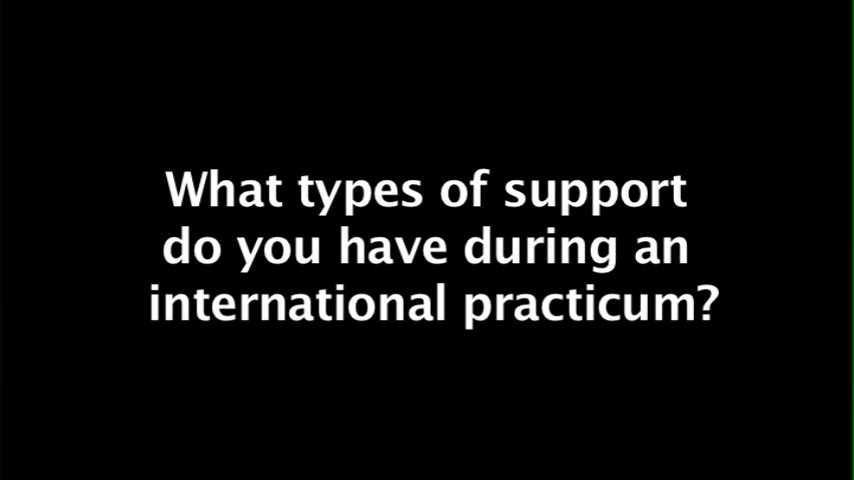 What types of support
do you have during an
international practicum?